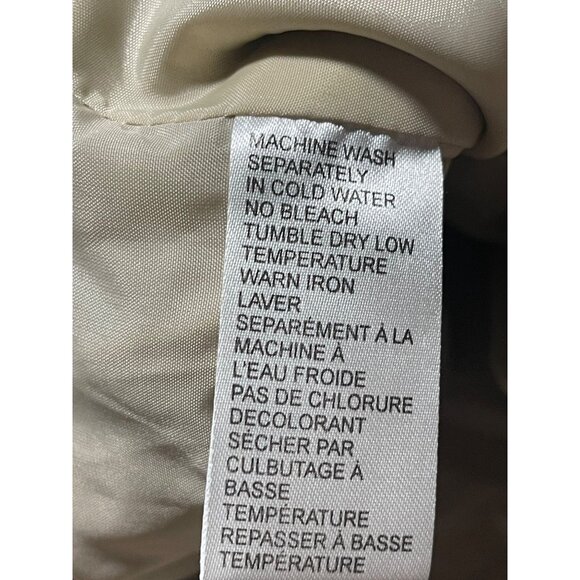 MACHINE WASH
SEPARATELY
IN COLD WATER
NO BLEACH
TUMBLE DRY LOW
TEMPERATURE
WARN IRON
LAVER
SEPARÉMENT À LA
MACHINE À
L'EAU FROIDE
PAS DE CHLORURE
DECOLORANT
SÉCHER PAR
CULBUTAGE À
BASSE
TEMPÉRATURE
REPASSER À BASSE
TEMPÉRATURE